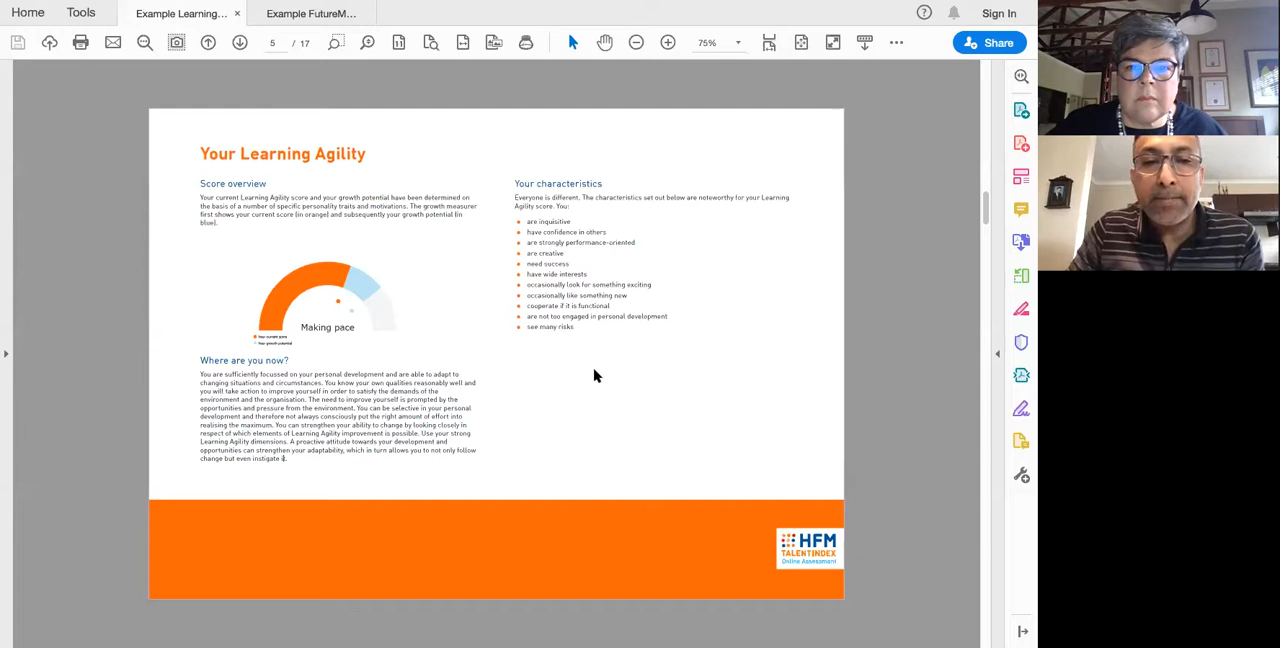 Home
Tools
Example Learning... ×
Example FutureM...
Sign In
5 / 17
75%
Share
Your Learning Agility
Score overview
Your current Learning Agility score and your growth potential have been determined on
the basis of a number of specific personality traits and motivations. The growth measurer
first shows your current score (in orange) and subsequently your growth potential (in
blue).
Making pace
Your current score
Your growth potential
Where are you now?
You are sufficiently focussed on your personal development and are able to adapt to
changing situations and circumstances. You know your own qualities reasonably well and
you will take action to improve yourself in order to satisfy the demands of the
environment and the organisation. The need to improve yourself is prompted by the
opportunities and pressure from the environment. You can be selective in your personal
development and therefore not always consciously put the right amount of effort into
realising the maximum. You can strengthen your ability to change by looking closely in
respect of which elements of Learning Agility improvement is possible. Use your strong
Learning Agility dimensions. A proactive attitude towards your development and
opportunities can strengthen your adaptability, which in turn allows you to not only follow
change but even instigate it.
Your characteristics
Everyone is different. The characteristics set out below are noteworthy for your Learning
Agility score. You:
are inquisitive
have confidence in others
are strongly performance-oriented
are creative
need success
have wide interests
occasionally look for something exciting
occasionally like something new
cooperate if it is functional
are not too engaged in personal development
see many risks
HFM
TALENTINDEX
Online Assessment